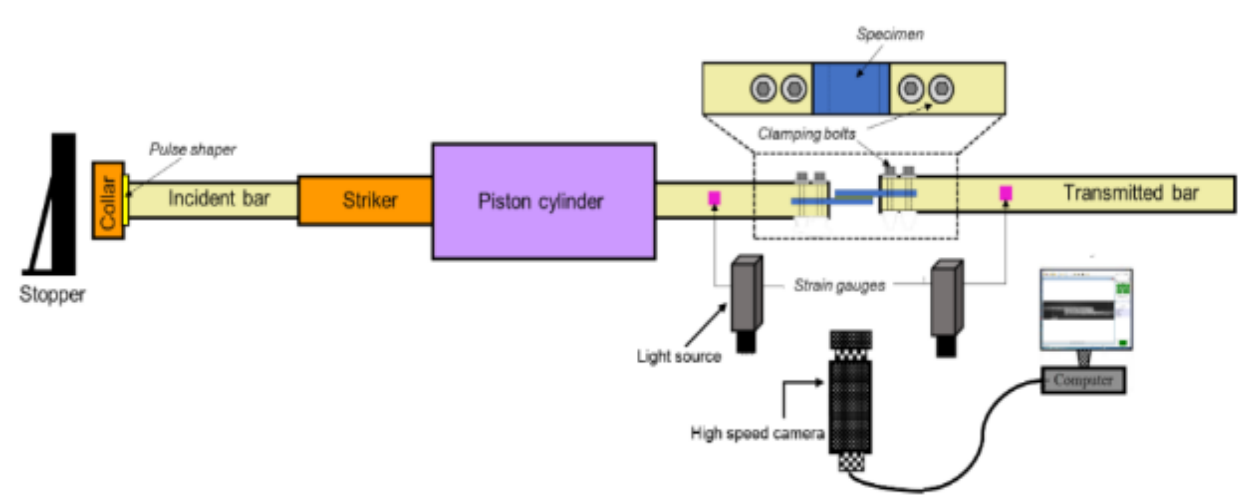 Specimen
Clamping bolts
Pulse shaper
Collar
Incident bar
Striker
Piston cylinder
Transmitted bar
Stopper
Strain gauges
Light source
High speed camera
Computer